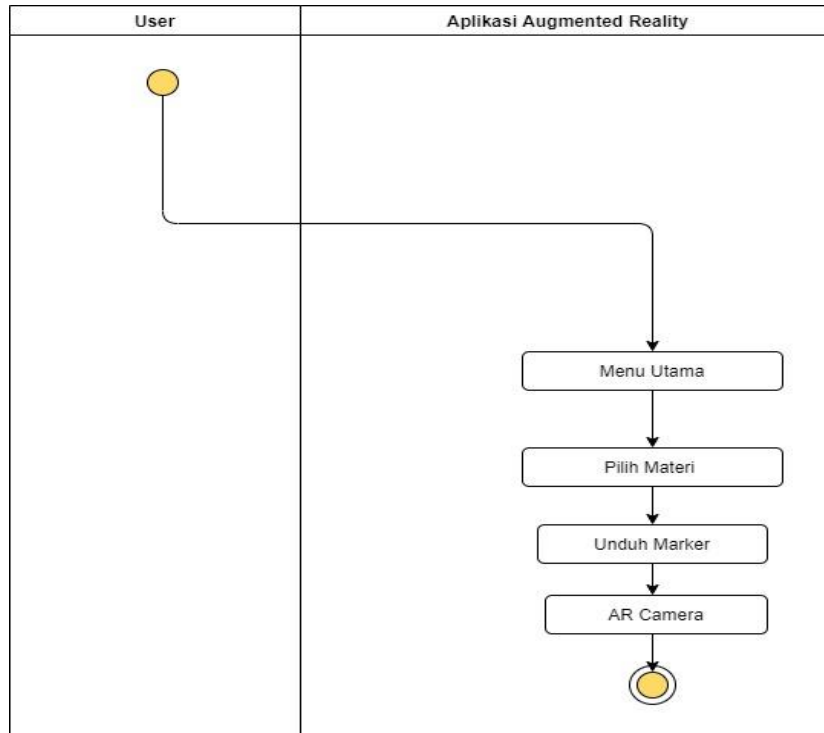 User
Aplikasi Augmented Reality
Menu Utama
Pilih Materi
Unduh Marker
AR Camera